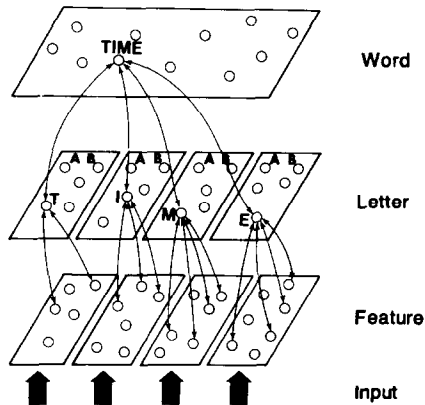 TIME
Word
A B A B A B A B
T I M E
Letter
Feature
Input